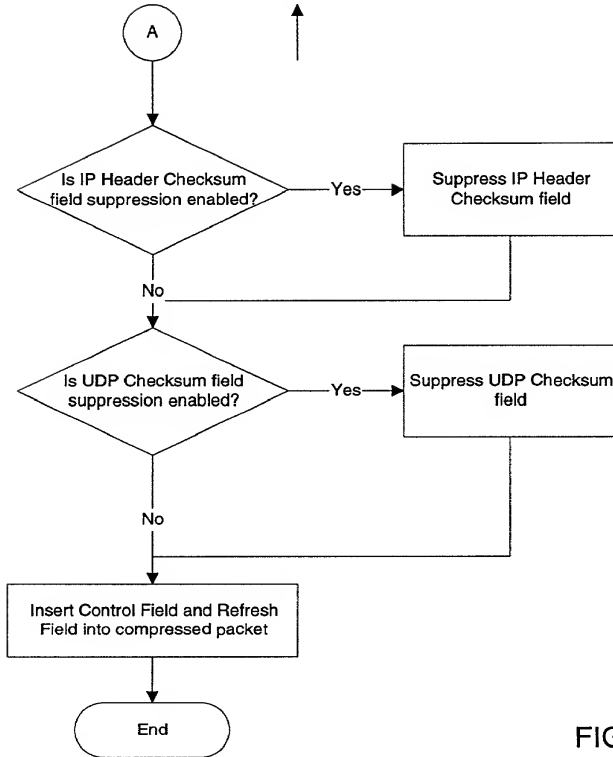 A
Is IP Header Checksum
field suppression enabled?
Yes
Suppress IP Header
Checksum field
No
Is UDP Checksum field
suppression enabled?
Yes
Suppress UDP Checksum
field
No
Insert Control Field and Refresh
Field into compressed packet
End
FIG